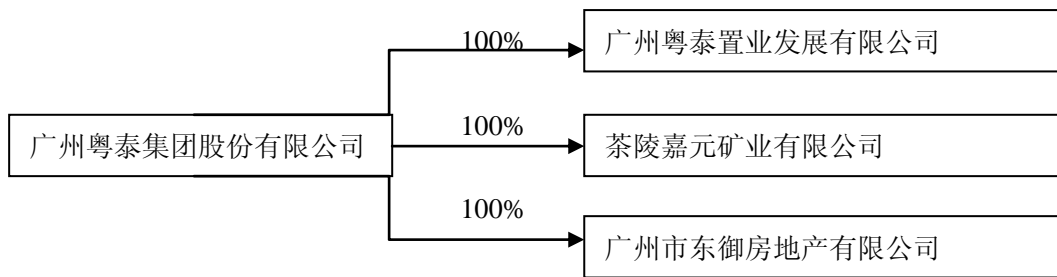 100%
广州粤泰置业发展有限公司
广州粤泰集团股份有限公司
100%
茶陵嘉元矿业有限公司
100%
广州市东御房地产有限公司